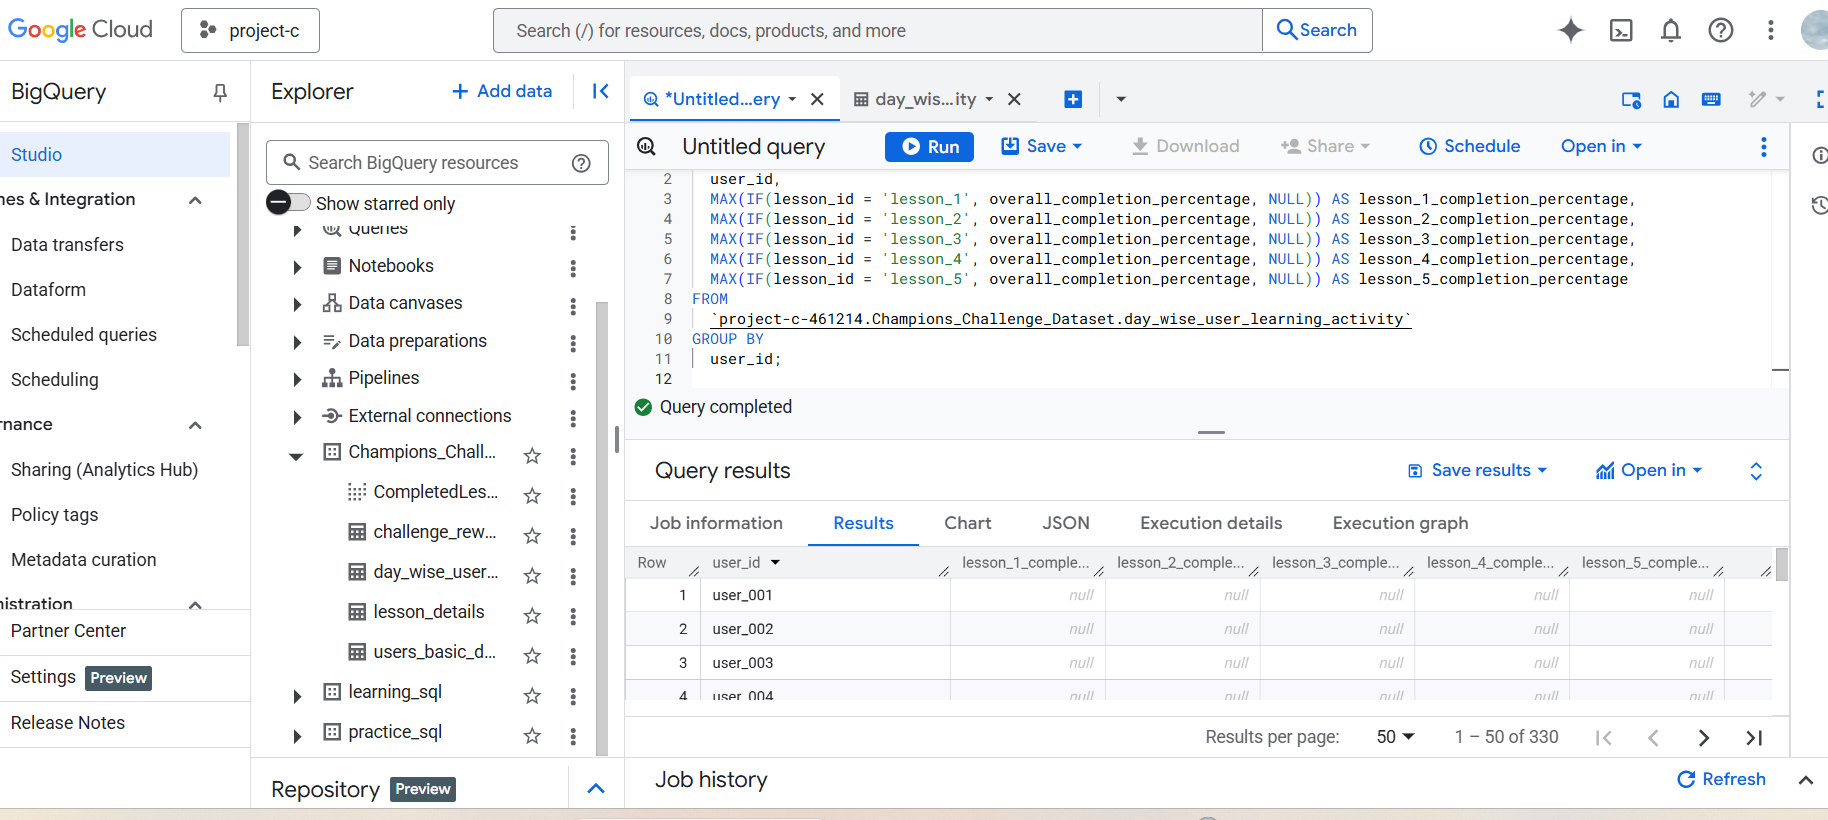 Google Cloud
project-c
Search (/) for resources, docs, products, and more
Search
BigQuery
Studio
nes & Integration
Data transfers
Dataform
Scheduled queries
Scheduling
rnance
Sharing (Analytics Hub)
Policy tags
Metadata curation
nistration
Partner Center
Settings Preview
Release Notes
Explorer
+ Add data
Search BigQuery resources
Show starred only
Queries
Notebooks
Data canvases
Data preparations
Pipelines
External connections
Champions_Chall...
CompletedLes...
challenge_rew...
day_wise_user...
lesson_details
users_basic_d...
learning_sql
practice_sql
Repository Preview
*Untitled...ery
day_wis...ity
Untitled query
Run
Save
Download
Share
Schedule
Open in
2 user_id,
3 MAX(IF(lesson_id = 'lesson_1', overall_completion_percentage, NULL)) AS lesson_1_completion_percentage,
4 MAX(IF(lesson_id = 'lesson_2', overall_completion_percentage, NULL)) AS lesson_2_completion_percentage,
5 MAX(IF(lesson_id = 'lesson_3', overall_completion_percentage, NULL)) AS lesson_3_completion_percentage,
6 MAX(IF(lesson_id = 'lesson_4', overall_completion_percentage, NULL)) AS lesson_4_completion_percentage,
7 MAX(IF(lesson_id = 'lesson_5', overall_completion_percentage, NULL)) AS lesson_5_completion_percentage
8 FROM
9 `project-c-461214.Champions_Challenge_Dataset.day_wise_user_learning_activity`
10 GROUP BY
11 user_id;
12
Query completed
Query results
Save results
Open in
Job information Results Chart JSON Execution details Execution graph
Row user_id lesson_1_comple... lesson_2_comple... lesson_3_comple... lesson_4_comple... lesson_5_comple...
1 user_001 null null null null null
2 user_002 null null null null null
3 user_003 null null null null null
4 user_004 null null null null null
Results per page: 50 1 – 50 of 330
Job history
Refresh